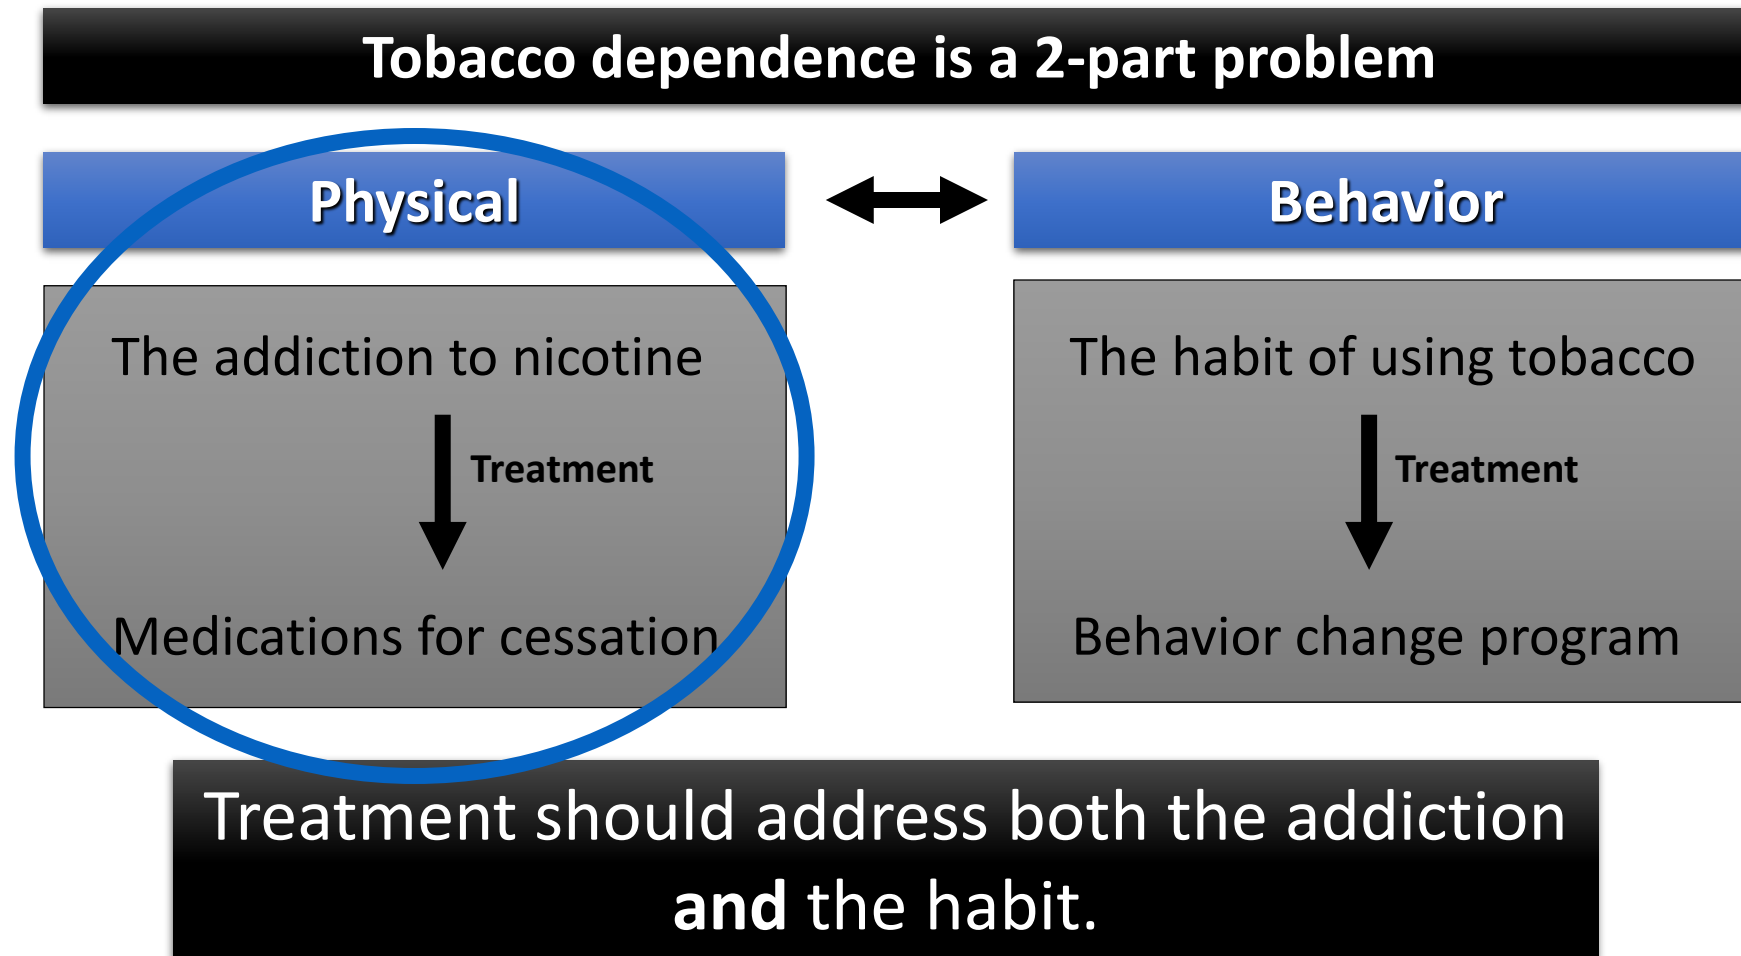 Tobacco dependence is a 2-part problem
Physical
Behavior
The addiction to nicotine
Treatment
Medications for cessation
The habit of using tobacco
Treatment
Behavior change program
Treatment should address both the addiction
and the habit.